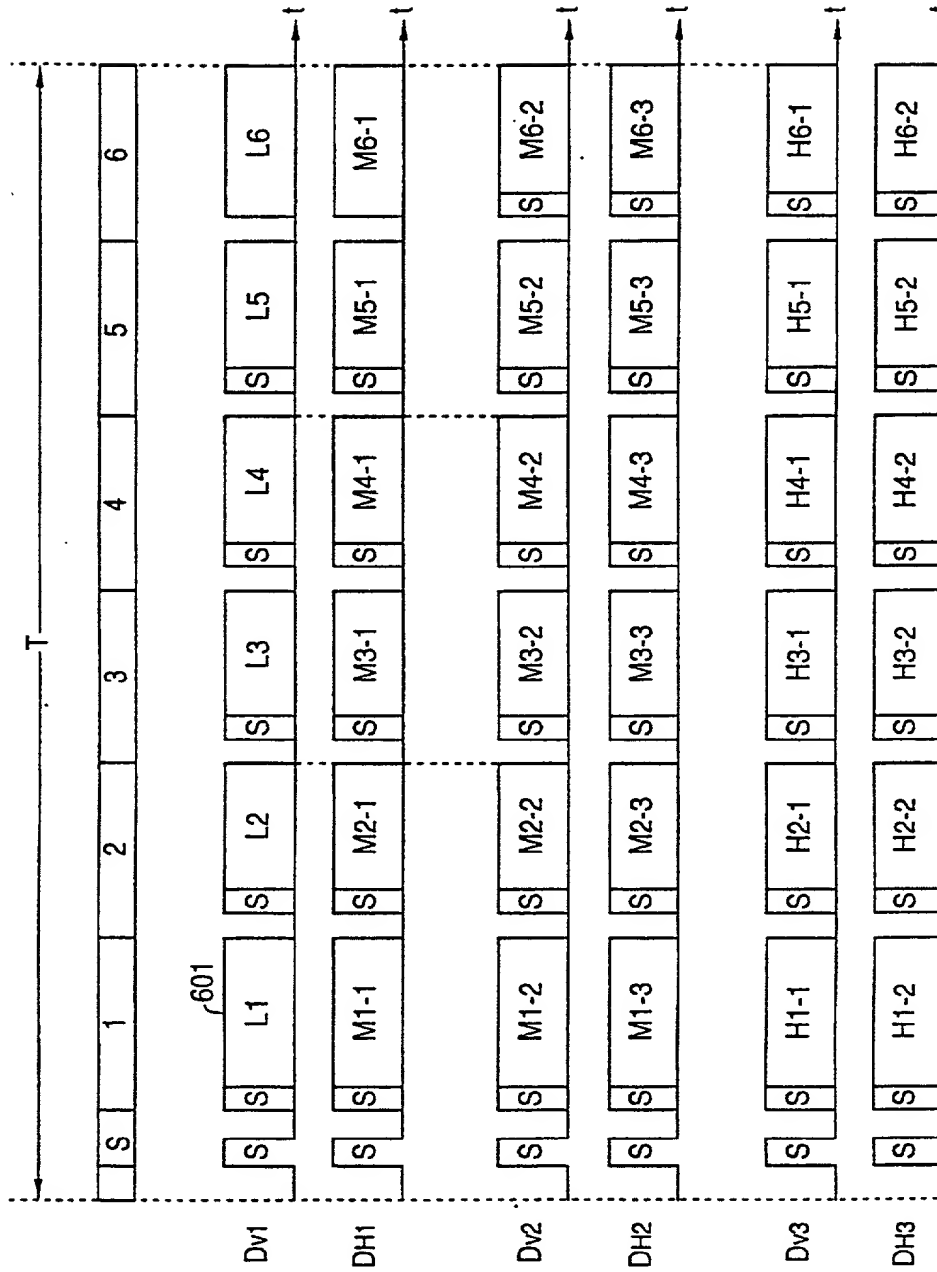 T
S 1 2 3 4 5 6
601
Dv1 S S L1 S L2 S L3 S L4 S L5 L6 t
DH1 S S M1-1 S M2-1 S M3-1 S M4-1 S M5-1 M6-1 t
Dv2 S S M1-2 S M2-2 S M3-2 S M4-2 S M5-2 S M6-2 t
DH2 S S M1-3 S M2-3 S M3-3 S M4-3 S M5-3 S M6-3 t
Dv3 S S H1-1 S H2-1 S H3-1 S H4-1 S H5-1 S H6-1 t
DH3 S S H1-2 S H2-2 S H3-2 S H4-2 S H5-2 S H6-2 t